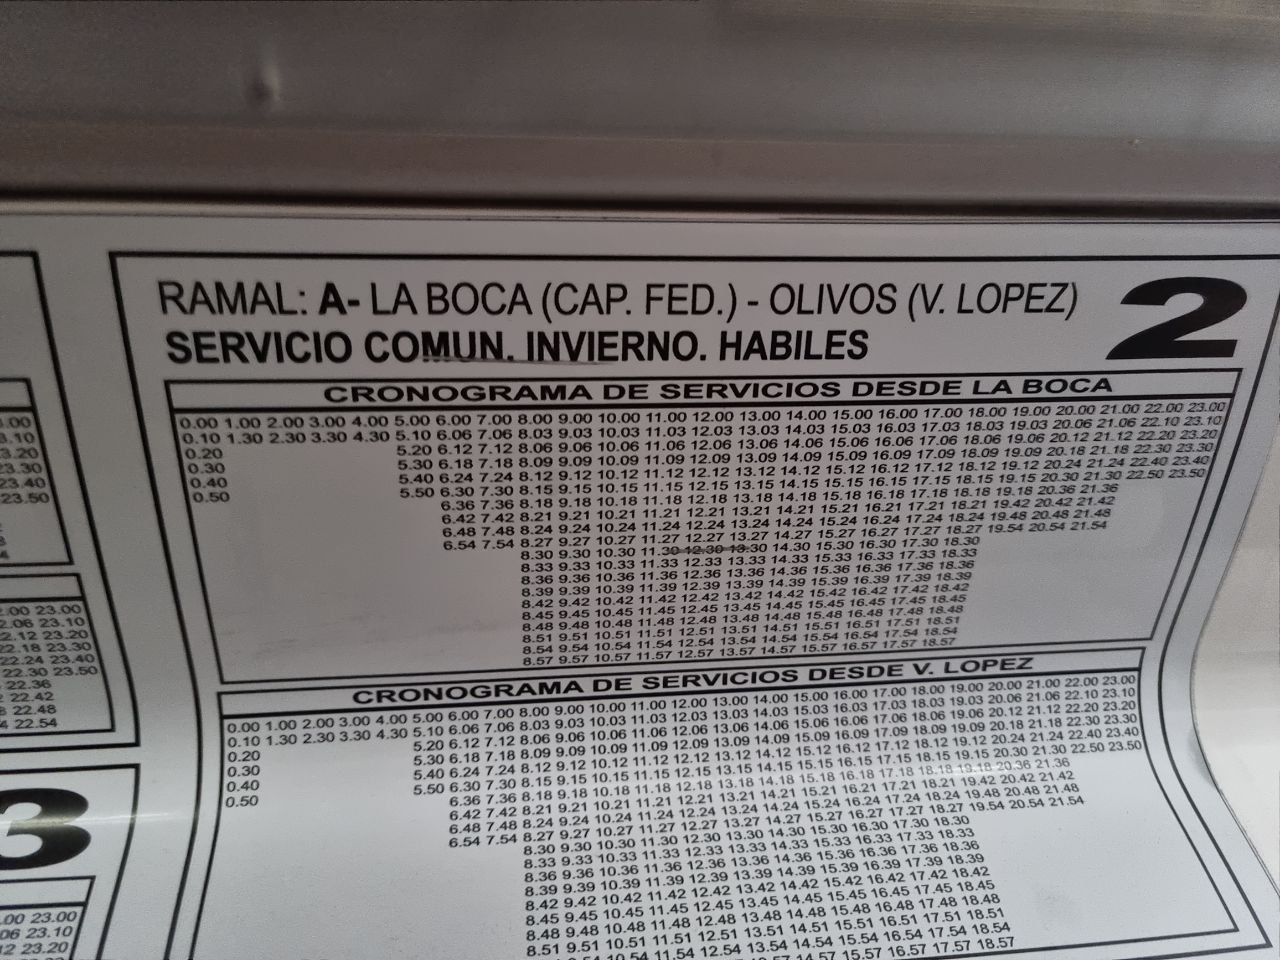 RAMAL: A- LA BOCA (CAP. FED.) - OLIVOS (V. LOPEZ)
2
SERVICIO COMUN. INVIERNO. HABILES
CRONOGRAMA DE SERVICIOS DESDE LA BOCA
0.00 1.00 2.00 3.00 4.00 5.00 6.00 7.00 8.00 9.00 10.00 11.00 12.00 13.00 14.00 15.00 16.00 17.00 18.00 19.00 20.00 21.00 22.00 23.00
0.10 1.30 2.30 3.30 4.30 5.10 6.06 7.06 8.03 9.03 10.03 11.03 12.03 13.03 14.03 15.03 16.03 17.03 18.03 19.03 20.06 21.06 22.10 23.10
0.20 5.20 6.12 7.12 8.06 9.06 10.06 11.06 12.06 13.06 14.06 15.06 16.06 17.06 18.06 19.06 20.12 21.12 22.20 23.20
0.30 5.30 6.18 7.18 8.09 9.09 10.09 11.09 12.09 13.09 14.09 15.09 16.09 17.09 18.09 19.09 20.18 21.18 22.30 23.30
0.40 5.40 6.24 7.24 8.12 9.12 10.12 11.12 12.12 13.12 14.12 15.12 16.12 17.12 18.12 19.12 20.24 21.24 22.40 23.40
0.50 5.50 6.30 7.30 8.15 9.15 10.15 11.15 12.15 13.15 14.15 15.15 16.15 17.15 18.15 19.15 20.30 21.30 22.50 23.50
6.36 7.36 8.18 9.18 10.18 11.18 12.18 13.18 14.18 15.18 16.18 17.18 18.18 19.18 20.36 21.36
6.42 7.42 8.21 9.21 10.21 11.21 12.21 13.21 14.21 15.21 16.21 17.21 18.21 19.42 20.42 21.42
6.48 7.48 8.24 9.24 10.24 11.24 12.24 13.24 14.24 15.24 16.24 17.24 18.24 19.48 20.48 21.48
6.54 7.54 8.27 9.27 10.27 11.27 12.27 13.27 14.27 15.27 16.27 17.27 18.27 19.54 20.54 21.54
8.30 9.30 10.30 11.30 12.30 13.30 14.30 15.30 16.30 17.30 18.30
8.33 9.33 10.33 11.33 12.33 13.33 14.33 15.33 16.33 17.33 18.33
8.36 9.36 10.36 11.36 12.36 13.36 14.36 15.36 16.36 17.36 18.36
8.39 9.39 10.39 11.39 12.39 13.39 14.39 15.39 16.39 17.39 18.39
8.42 9.42 10.42 11.42 12.42 13.42 14.42 15.42 16.42 17.42 18.42
8.45 9.45 10.45 11.45 12.45 13.45 14.45 15.45 16.45 17.45 18.45
8.48 9.48 10.48 11.48 12.48 13.48 14.48 15.48 16.48 17.48 18.48
8.51 9.51 10.51 11.51 12.51 13.51 14.51 15.51 16.51 17.51 18.51
8.54 9.54 10.54 11.54 12.54 13.54 14.54 15.54 16.54 17.54 18.54
8.57 9.57 10.57 11.57 12.57 13.57 14.57 15.57 16.57 17.57 18.57
CRONOGRAMA DE SERVICIOS DESDE V. LOPEZ
0.00 1.00 2.00 3.00 4.00 5.00 6.00 7.00 8.00 9.00 10.00 11.00 12.00 13.00 14.00 15.00 16.00 17.00 18.00 19.00 20.00 21.00 22.00 23.00
0.10 1.30 2.30 3.30 4.30 5.10 6.06 7.06 8.03 9.03 10.03 11.03 12.03 13.03 14.03 15.03 16.03 17.03 18.03 19.03 20.06 21.06 22.10 23.10
0.20 5.20 6.12 7.12 8.06 9.06 10.06 11.06 12.06 13.06 14.06 15.06 16.06 17.06 18.06 19.06 20.12 21.12 22.20 23.20
0.30 5.30 6.18 7.18 8.09 9.09 10.09 11.09 12.09 13.09 14.09 15.09 16.09 17.09 18.09 19.09 20.18 21.18 22.30 23.30
0.40 5.40 6.24 7.24 8.12 9.12 10.12 11.12 12.12 13.12 14.12 15.12 16.12 17.12 18.12 19.12 20.24 21.24 22.40 23.40
0.50 5.50 6.30 7.30 8.15 9.15 10.15 11.15 12.15 13.15 14.15 15.15 16.15 17.15 18.15 19.15 20.30 21.30 22.50 23.50
6.36 7.36 8.18 9.18 10.18 11.18 12.18 13.18 14.18 15.18 16.18 17.18 18.18 19.18 20.36 21.36
6.42 7.42 8.21 9.21 10.21 11.21 12.21 13.21 14.21 15.21 16.21 17.21 18.21 19.42 20.42 21.42
6.48 7.48 8.24 9.24 10.24 11.24 12.24 13.24 14.24 15.24 16.24 17.24 18.24 19.48 20.48 21.48
6.54 7.54 8.27 9.27 10.27 11.27 12.27 13.27 14.27 15.27 16.27 17.27 18.27 19.54 20.54 21.54
8.30 9.30 10.30 11.30 12.30 13.30 14.30 15.30 16.30 17.30 18.30
8.33 9.33 10.33 11.33 12.33 13.33 14.33 15.33 16.33 17.33 18.33
8.36 9.36 10.36 11.36 12.36 13.36 14.36 15.36 16.36 17.36 18.36
8.39 9.39 10.39 11.39 12.39 13.39 14.39 15.39 16.39 17.39 18.39
8.42 9.42 10.42 11.42 12.42 13.42 14.42 15.42 16.42 17.42 18.42
8.45 9.45 10.45 11.45 12.45 13.45 14.45 15.45 16.45 17.45 18.45
8.48 9.48 10.48 11.48 12.48 13.48 14.48 15.48 16.48 17.48 18.48
8.51 9.51 10.51 11.51 12.51 13.51 14.51 15.51 16.51 17.51 18.51
9.54 10.54 11.54 12.54 13.54 14.54 15.54 16.54 17.54 18.54
14.57 15.57 16.57 17.57 18.57
3.00
3.10
3.20
23.30
23.40
23.50
2.00 23.00
2.06 23.10
2.12 23.20
2.18 23.30
22.24 23.40
22.30 23.50
22.36
22.42
22.48
22.54
3
.00 23.00
06 23.10
12 23.20